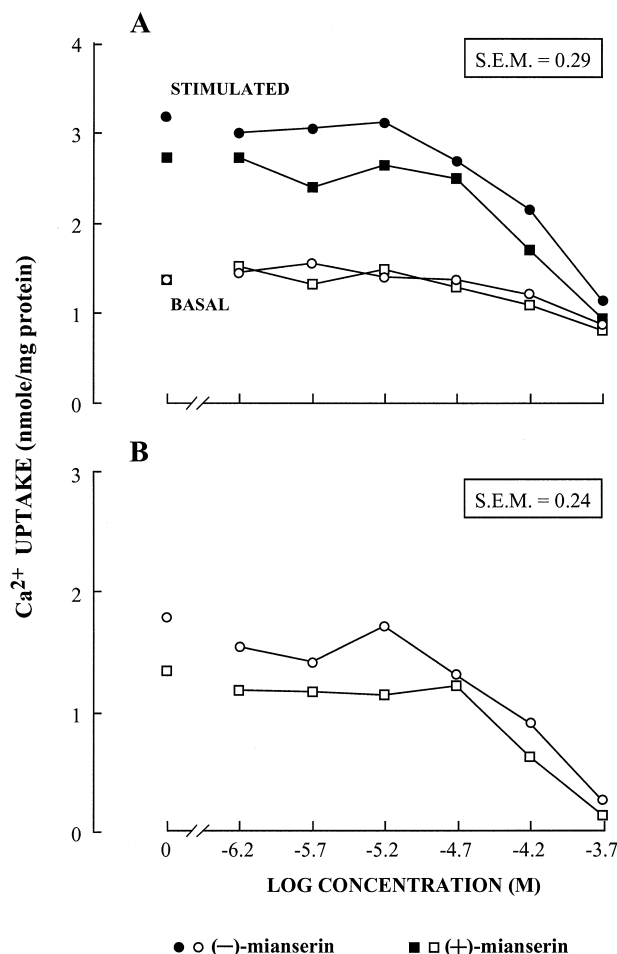 A
4
S.E.M. = 0.29
STIMULATED
3
2
BASAL
1
0
Ca2+ UPTAKE (nmole/mg protein)
B
3
S.E.M. = 0.24
2
1
0
0 -6.2 -5.7 -5.2 -4.7 -4.2 -3.7
LOG CONCENTRATION (M)
(—)-mianserin (+)-mianserin